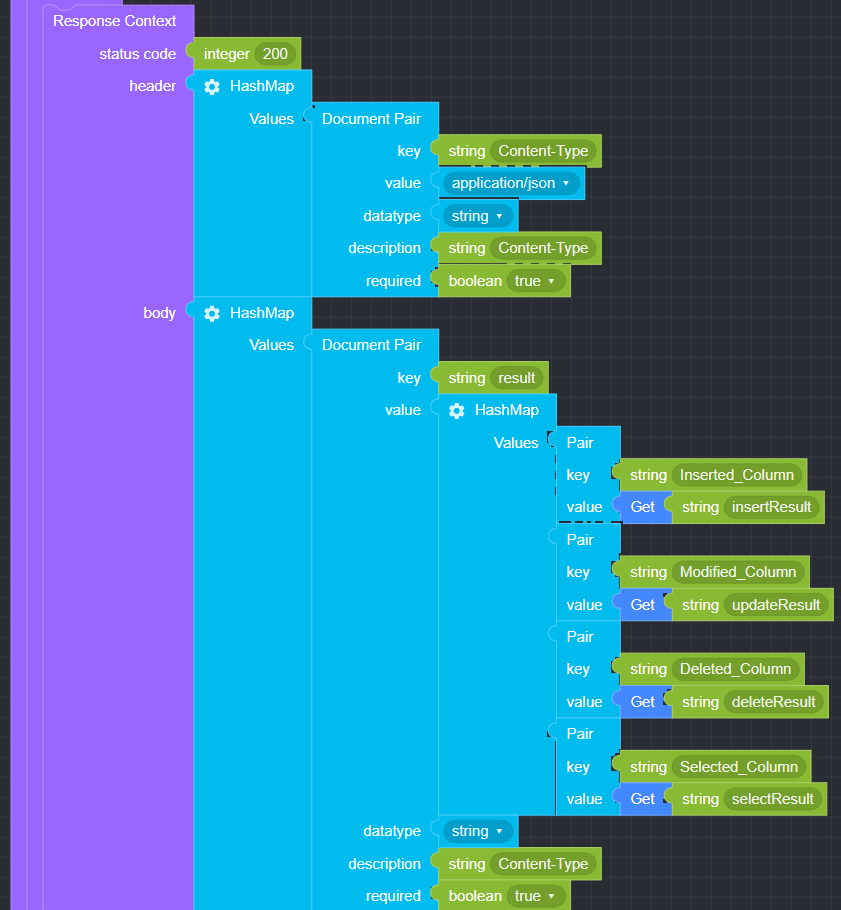 Response Context
status code integer 200
header HashMap
Values Document Pair
key string Content-Type
value application/json
datatype string
description string Content-Type
required boolean true
body HashMap
Values Document Pair
key string result
value HashMap
Values Pair
key string Inserted_Column
value Get string insertResult
Pair
key string Modified_Column
value Get string updateResult
Pair
key string Deleted_Column
value Get string deleteResult
Pair
key string Selected_Column
value Get string selectResult
datatype string
description string Content-Type
required boolean true